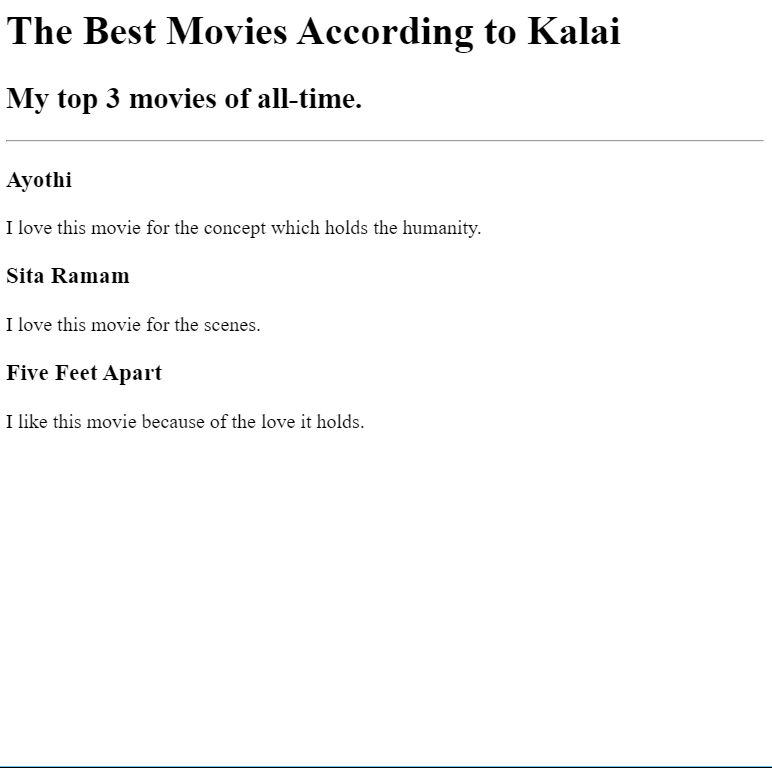 The Best Movies According to Kalai
My top 3 movies of all-time.
Ayothi
I love this movie for the concept which holds the humanity.
Sita Ramam
I love this movie for the scenes.
Five Feet Apart
I like this movie because of the love it holds.